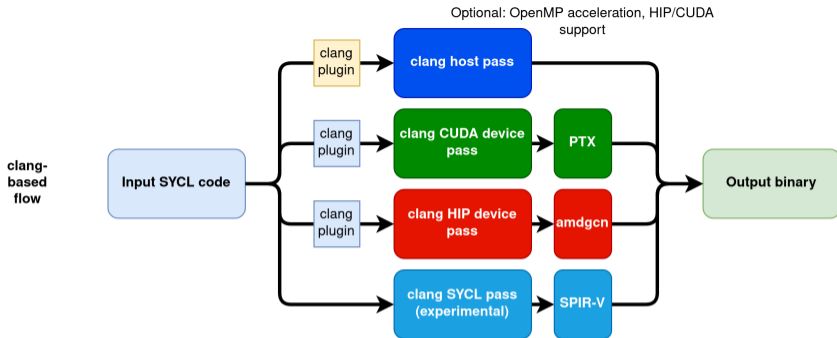 Optional: OpenMP acceleration, HIP/CUDA
support
clang
plugin
clang host pass
clang
plugin
clang CUDA device
pass
PTX
clang-
based
flow
Input SYCL code
Output binary
clang
plugin
clang HIP device
pass
amdgcn
clang SYCL pass
(experimental)
SPIR-V